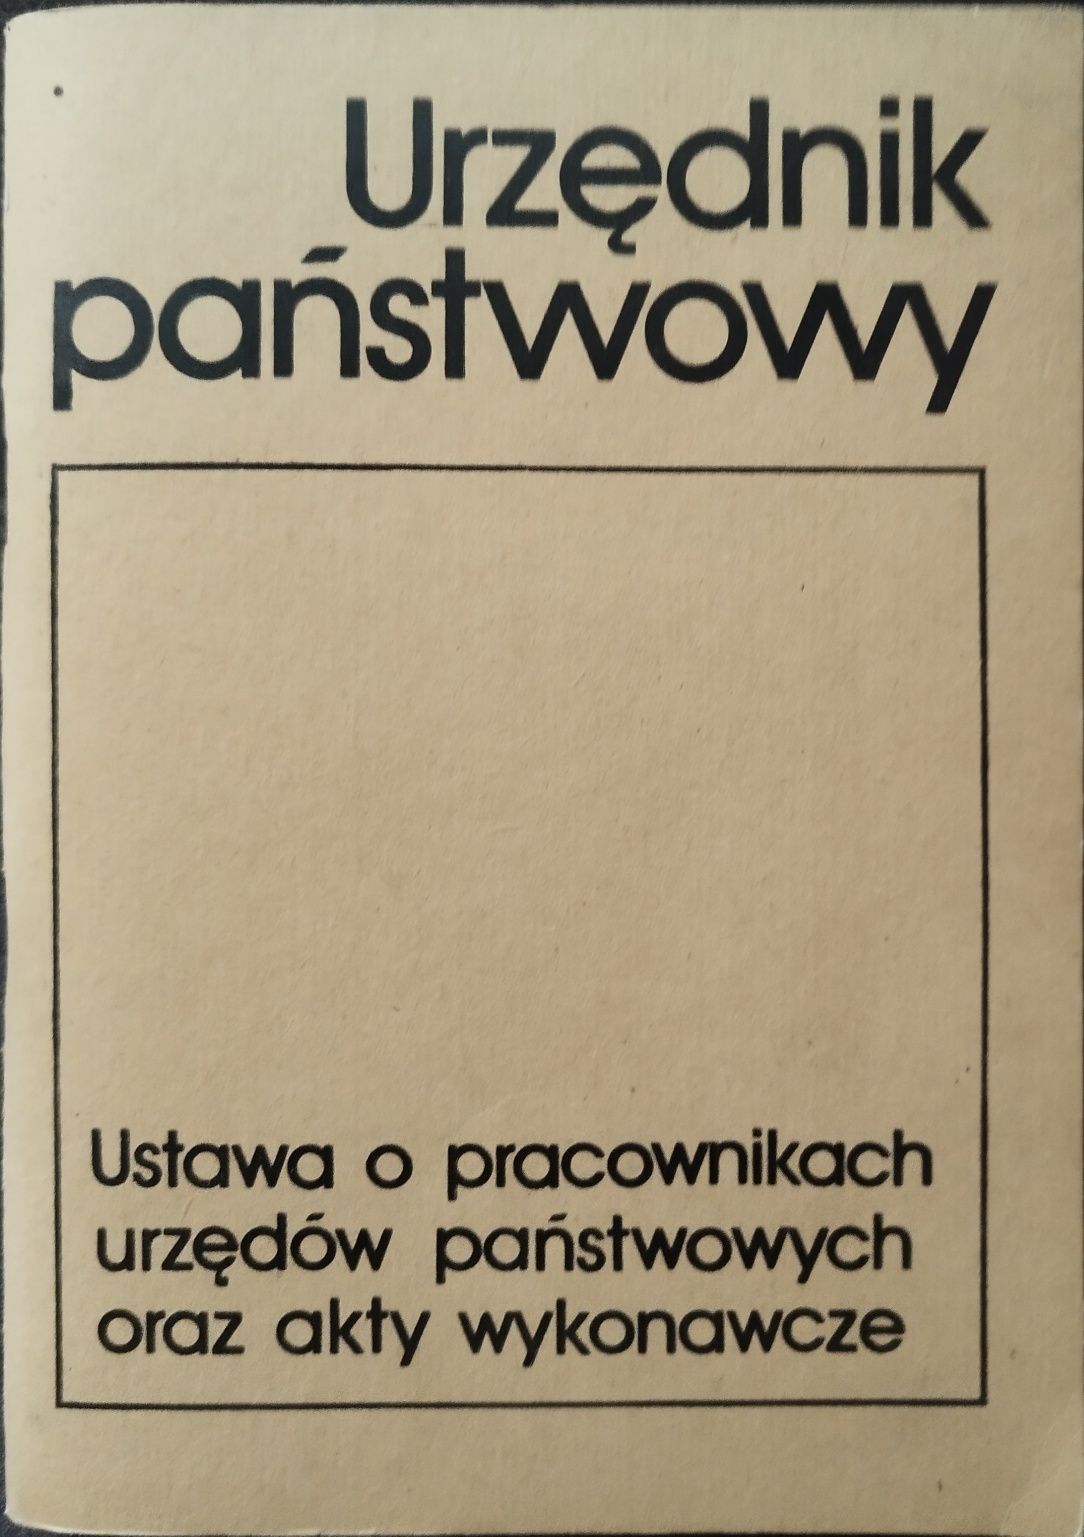 Urzędnik
państwowy
Ustawa o pracownikach
urzędów państwowych
oraz akty wykonawcze